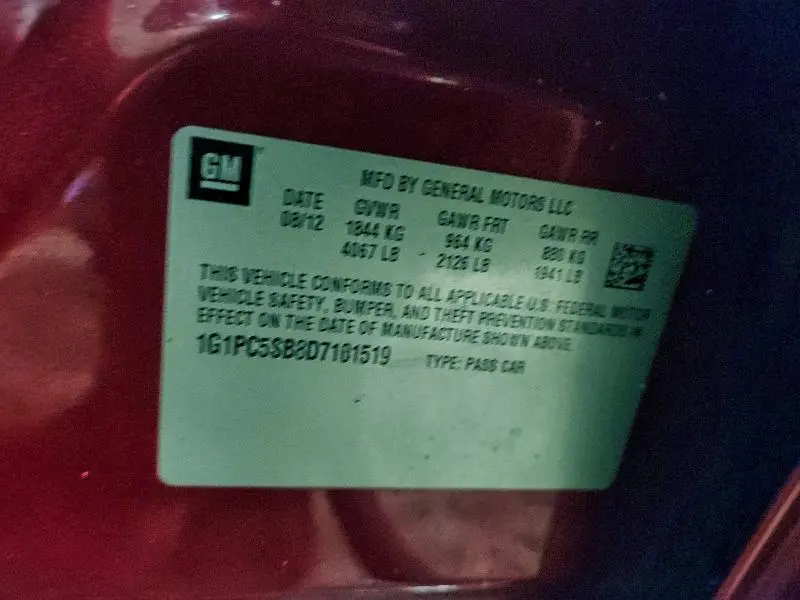 GM
MFD BY GENERAL MOTORS LLC
DATE GVWR GAWR FRT GAWR RR
08/12 1844 KG 964 KG 880 KG
4067 LB 2126 LB 1941 LB
THIS VEHICLE CONFORMS TO ALL APPLICABLE U.S. FEDERAL MOTOR
VEHICLE SAFETY, BUMPER, AND THEFT PREVENTION STANDARDS IN
EFFECT ON THE DATE OF MANUFACTURE SHOWN ABOVE.
1G1PC5SB8D7101519 TYPE: PASS CAR